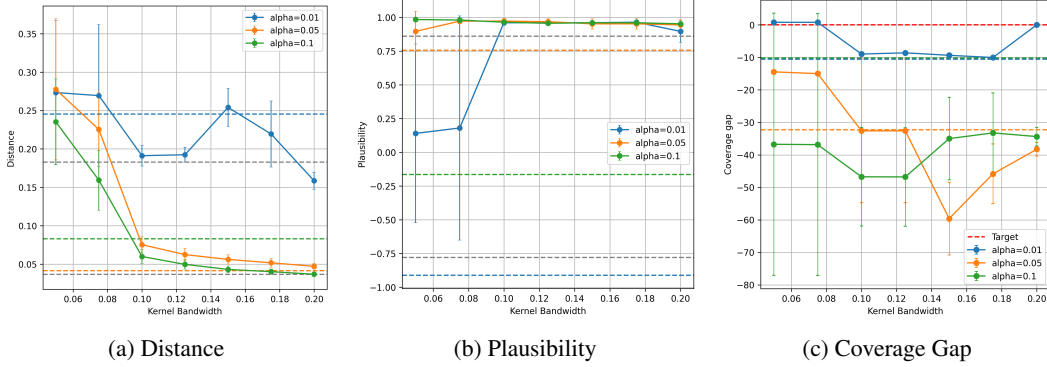 0.35
0.30
0.25
0.20
0.15
0.10
0.05
Distance
alpha=0.01
alpha=0.05
alpha=0.1
0.06 0.08 0.10 0.12 0.14 0.16 0.18 0.20
Kernel Bandwidth
(a) Distance
1.00
0.75
0.50
0.25
0.00
−0.25
−0.50
−0.75
−1.00
Plausibility
alpha=0.01
alpha=0.05
alpha=0.1
0.06 0.08 0.10 0.12 0.14 0.16 0.18 0.20
Kernel Bandwidth
(b) Plausibility
0
−20
−40
−60
−80
Coverage gap
Target
alpha=0.01
alpha=0.05
alpha=0.1
0.06 0.08 0.10 0.12 0.14 0.16 0.18 0.20
Kernel Bandwidth
(c) Coverage Gap